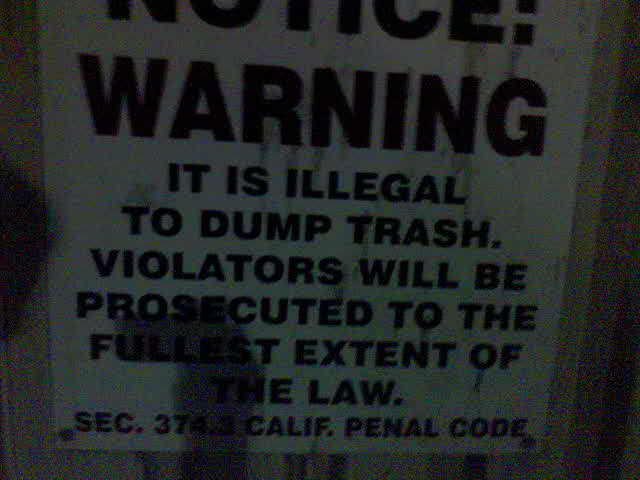 NOTICE!
WARNING
IT IS ILLEGAL
TO DUMP TRASH.
VIOLATORS WILL BE
PROSECUTED TO THE
FULLEST EXTENT OF
THE LAW.
SEC. 374.3 CALIF. PENAL CODE